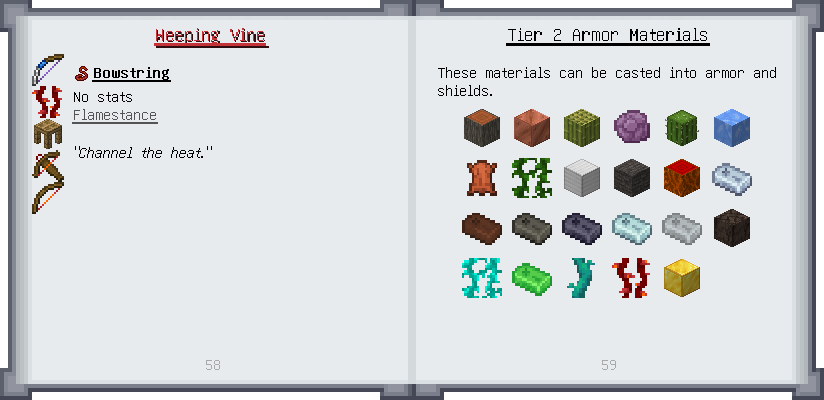 Weeping Vine
Bowstring
No stats
Flamestance
"Channel the heat."
58
Tier 2 Armor Materials
These materials can be casted into armor and
shields.
59